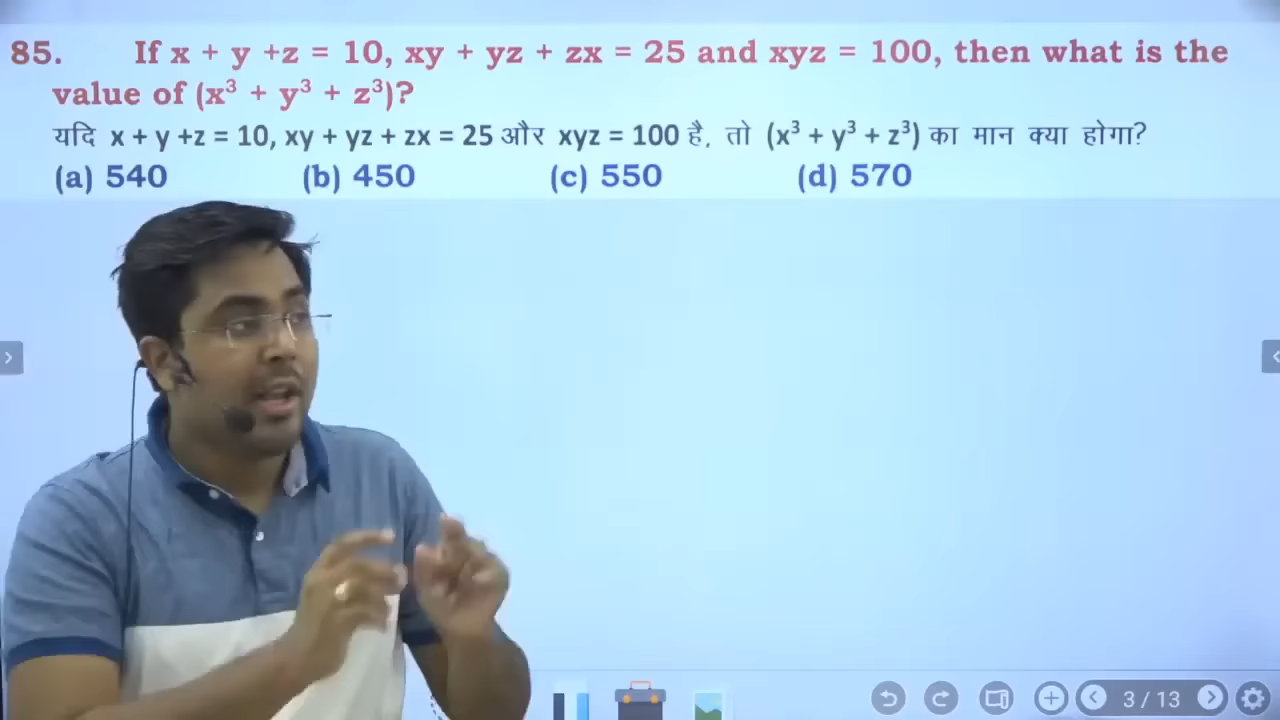 85. If x + y +z = 10, xy + yz + zx = 25 and xyz = 100, then what is the
value of (x³ + y³ + z³)?
यदि x + y +z = 10, xy + yz + zx = 25 और xyz = 100 है, तो (x³ + y³ + z³) का मान क्या होगा?
(a) 540 (b) 450 (c) 550 (d) 570
3 / 13